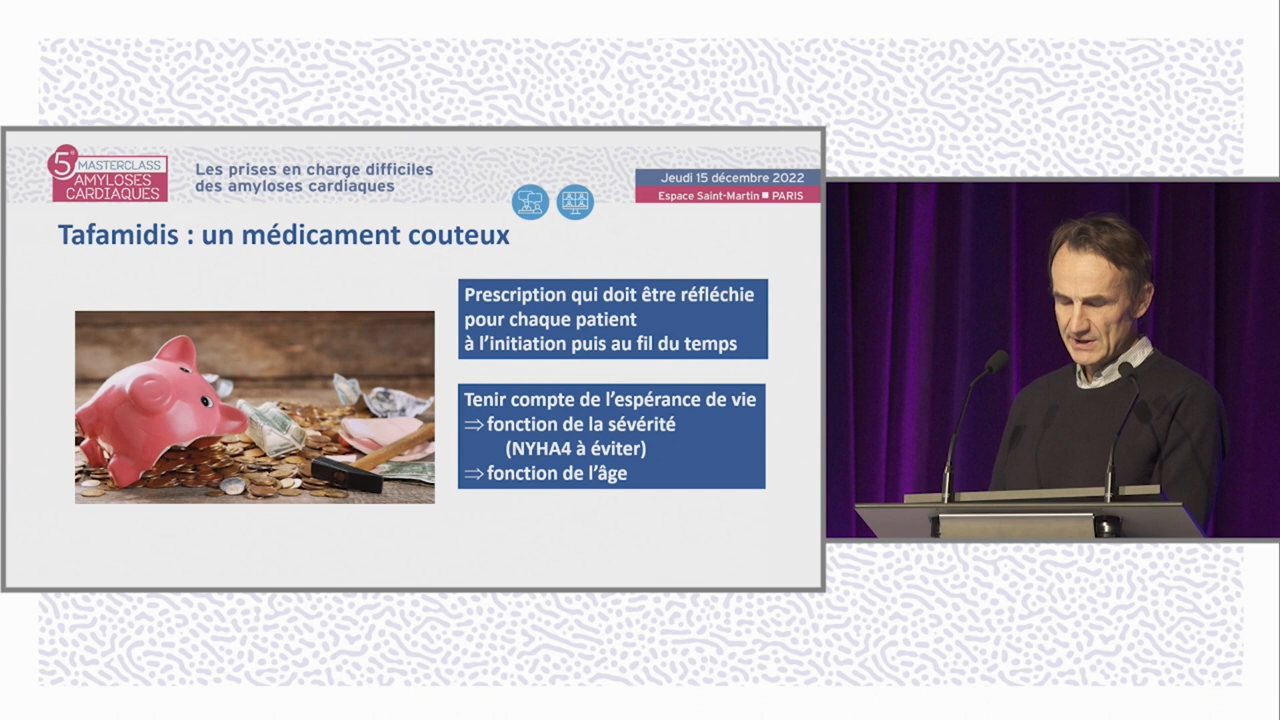 5e MASTERCLASS
AMYLOSES
CARDIAQUES
Les prises en charge difficiles
des amyloses cardiaques
Jeudi 15 décembre 2022
Espace Saint-Martin ■ PARIS
Tafamidis : un médicament couteux
Prescription qui doit être réfléchie
pour chaque patient
à l’initiation puis au fil du temps
Tenir compte de l’espérance de vie
⇒ fonction de la sévérité
(NYHA4 à éviter)
⇒ fonction de l’âge